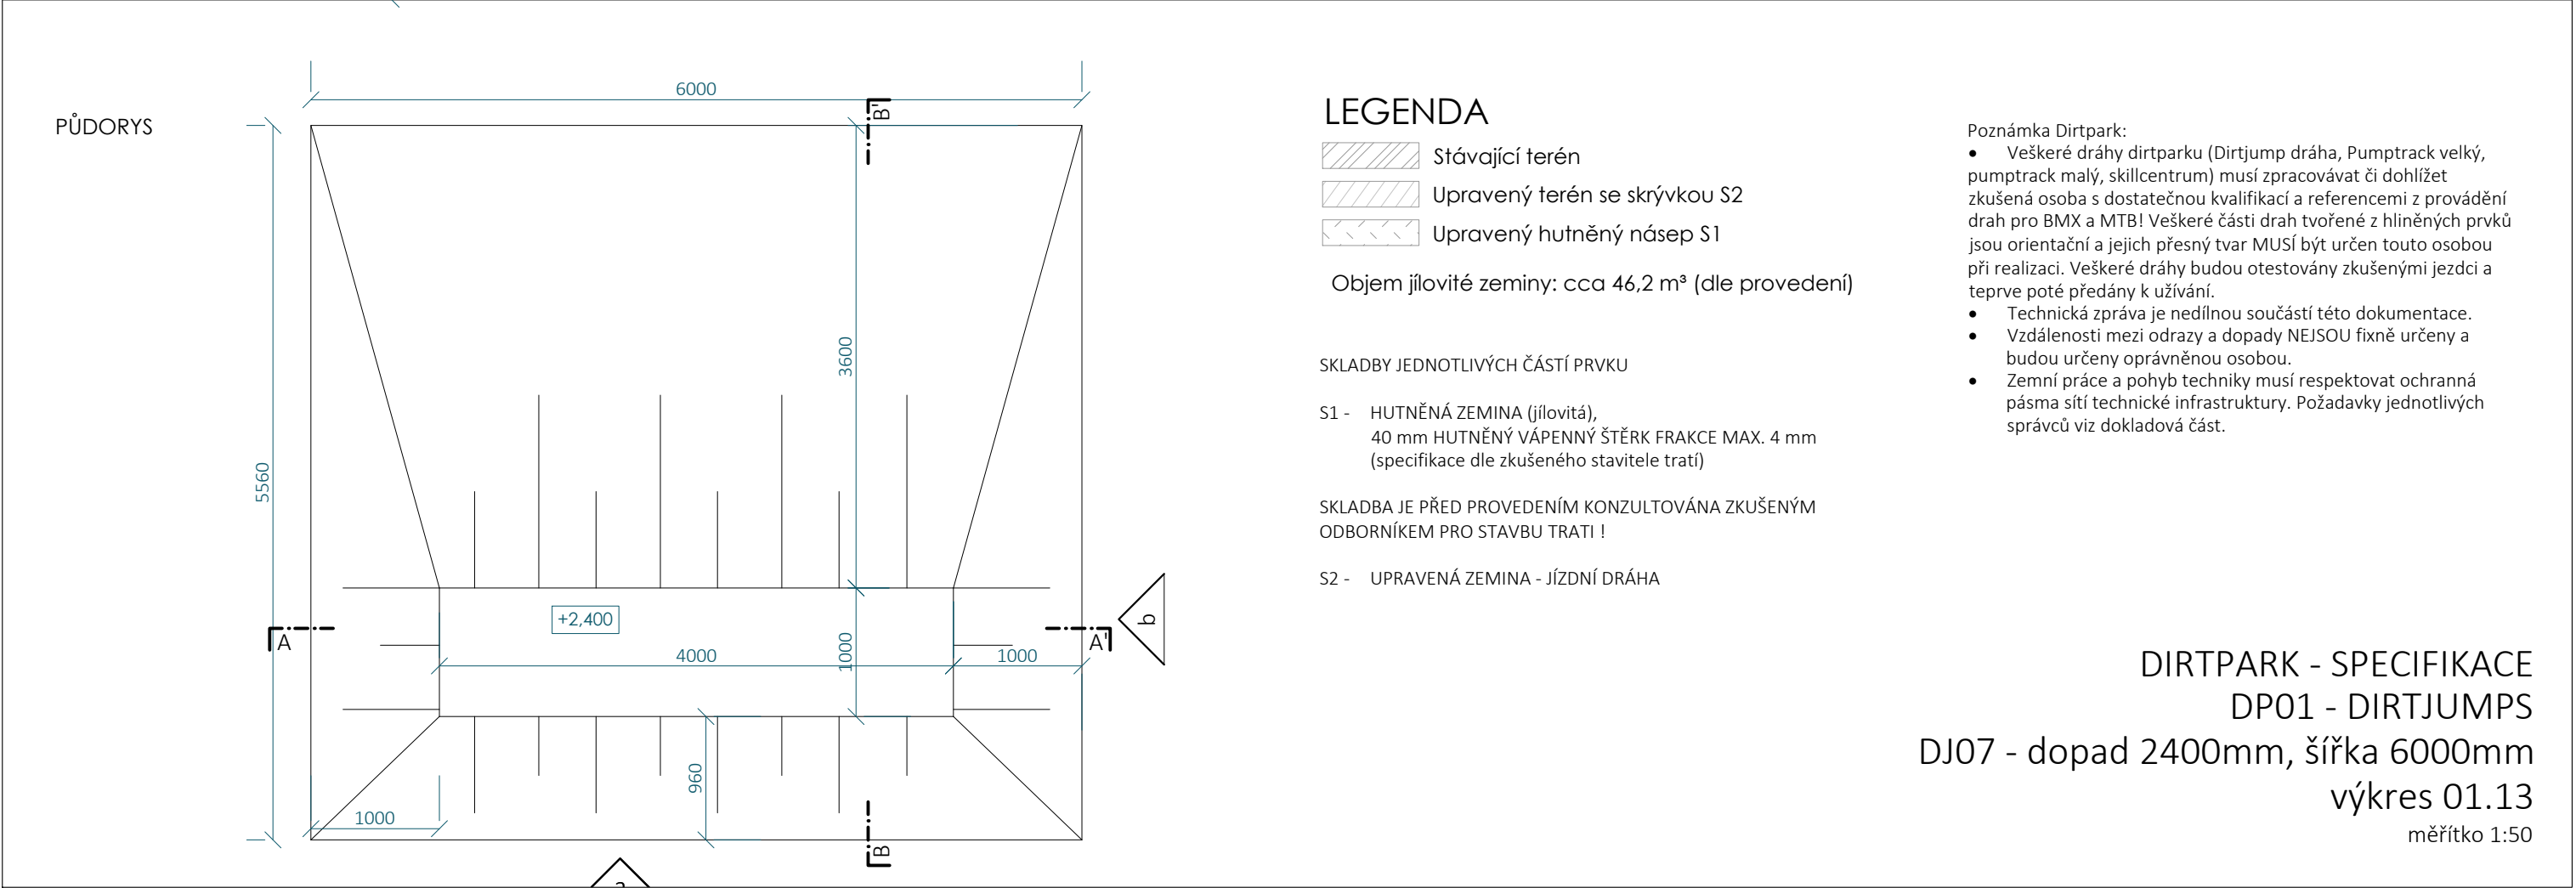 PŮDORYS
6000
B'
3600
5560
+2,400
A
A'
b
4000
1000
1000
960
1000
B
LEGENDA
Stávající terén
Upravený terén se skrývkou S2
Upravený hutněný násep S1
Objem jílovité zeminy: cca 46,2 m³ (dle provedení)
SKLADBY JEDNOTLIVÝCH ČÁSTÍ PRVKU
S1 - HUTNĚNÁ ZEMINA (jílovitá),
40 mm HUTNĚNÝ VÁPENNÝ ŠTĚRK FRAKCE MAX. 4 mm
(specifikace dle zkušeného stavitele tratí)
SKLADBA JE PŘED PROVEDENÍM KONZULTOVÁNA ZKUŠENÝM
ODBORNÍKEM PRO STAVBU TRATI !
S2 - UPRAVENÁ ZEMINA - JÍZDNÍ DRÁHA
Poznámka Dirtpark:
• Veškeré dráhy dirtparku (Dirtjump dráha, Pumptrack velký,
pumptrack malý, skillcentrum) musí zpracovávat či dohlížet
zkušená osoba s dostatečnou kvalifikací a referencemi z provádění
drah pro BMX a MTB! Veškeré části drah tvořené z hliněných prvků
jsou orientační a jejich přesný tvar MUSÍ být určen touto osobou
při realizaci. Veškeré dráhy budou otestovány zkušenými jezdci a
teprve poté předány k užívání.
• Technická zpráva je nedílnou součástí této dokumentace.
• Vzdálenosti mezi odrazy a dopady NEJSOU fixně určeny a
budou určeny oprávněnou osobou.
• Zemní práce a pohyb techniky musí respektovat ochranná
pásma sítí technické infrastruktury. Požadavky jednotlivých
správců viz dokladová část.
DIRTPARK - SPECIFIKACE
DP01 - DIRTJUMPS
DJ07 - dopad 2400mm, šířka 6000mm
výkres 01.13
měřítko 1:50